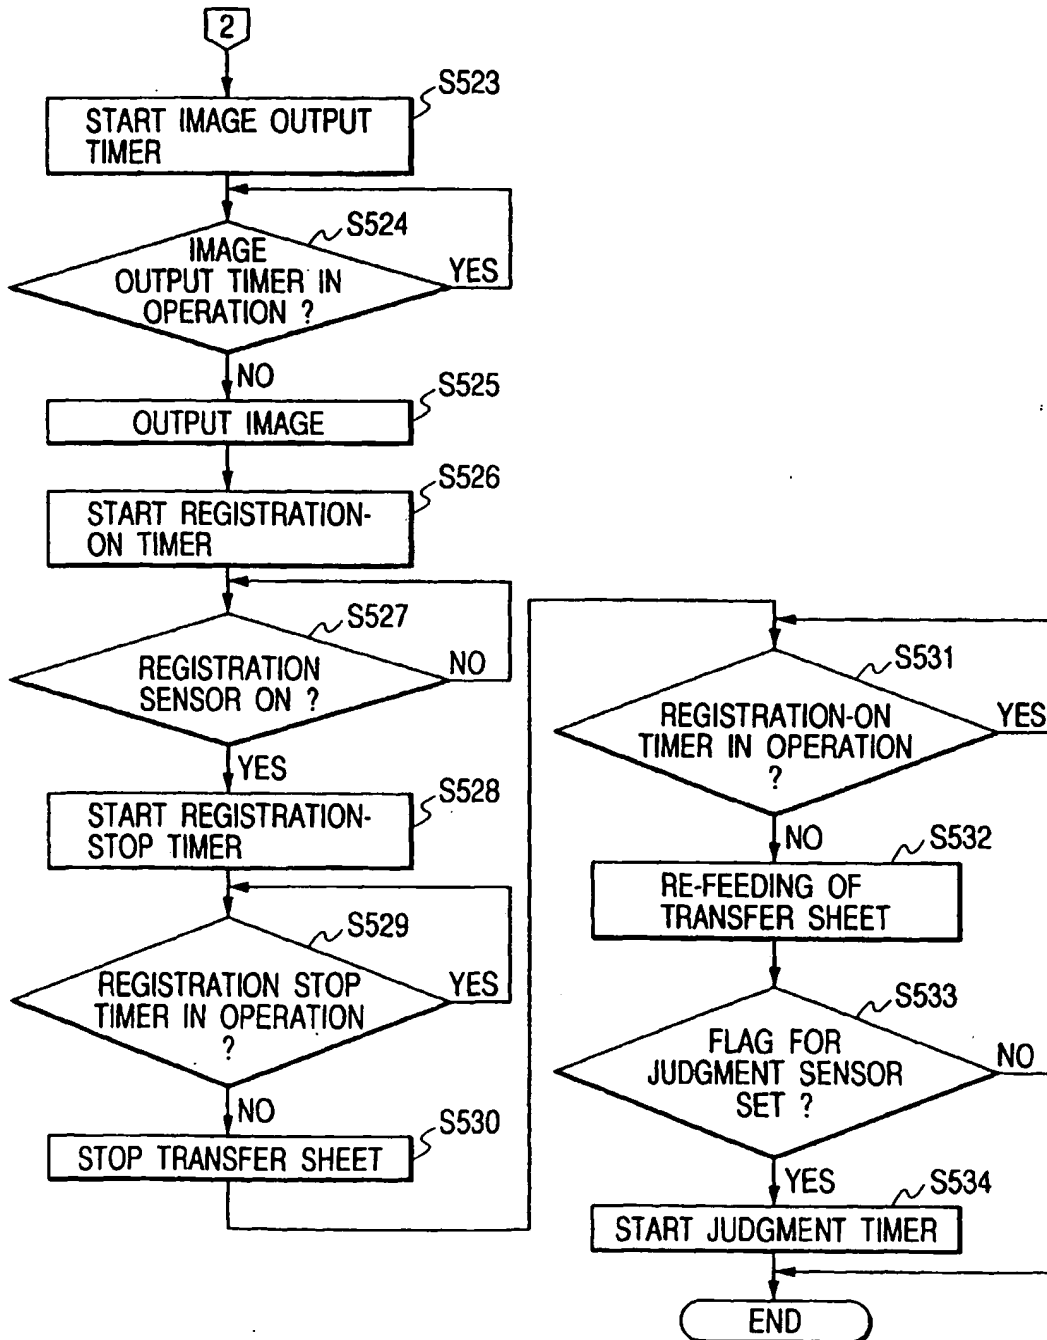 2
S523
START IMAGE OUTPUT
TIMER
S524
IMAGE
OUTPUT TIMER IN
OPERATION ?
YES
NO
S525
OUTPUT IMAGE
S526
START REGISTRATION-
ON TIMER
S527
REGISTRATION
SENSOR ON ?
NO
YES
S528
START REGISTRATION-
STOP TIMER
S529
REGISTRATION STOP
TIMER IN OPERATION
?
YES
NO
S530
STOP TRANSFER SHEET
S531
REGISTRATION-ON
TIMER IN OPERATION
?
YES
NO
S532
RE-FEEDING OF
TRANSFER SHEET
S533
FLAG FOR
JUDGMENT SENSOR
SET ?
NO
YES
S534
START JUDGMENT TIMER
END